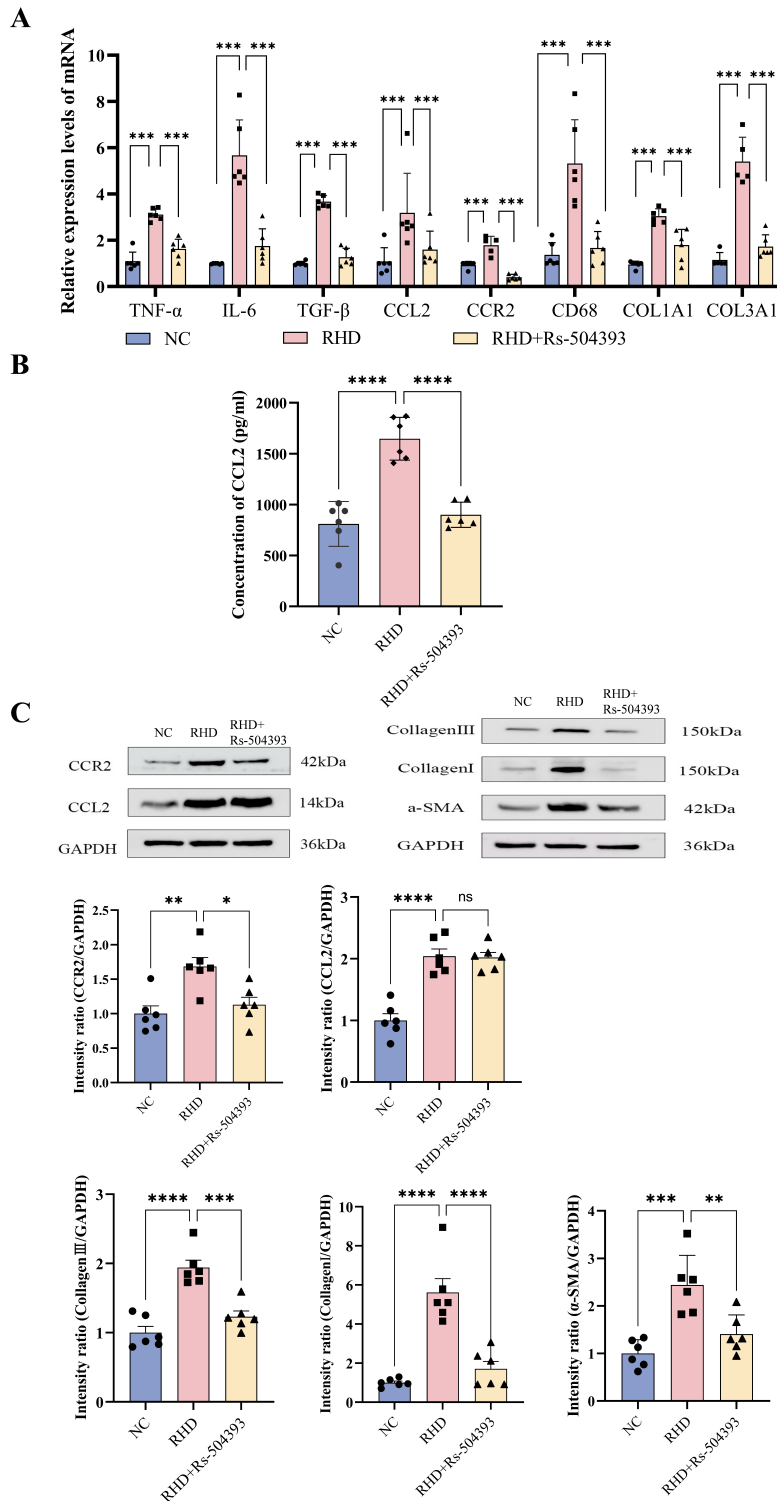 A
Relative expression levels of mRNA
10
8
6
4
2
0
*** *** *** *** *** *** *** *** *** *** *** *** *** *** *** ***
TNF-α IL-6 TGF-β CCL2 CCR2 CD68 COL1A1 COL3A1
NC RHD RHD+Rs-504393
B
Concentration of CCL2 (pg/ml)
2000
1500
1000
500
0
**** ****
NC RHD RHD+Rs-504393
C
NC RHD RHD+
Rs-504393
CCR2 42kDa
CCL2 14kDa
GAPDH 36kDa
NC RHD RHD+
Rs-504393
CollagenIII 150kDa
CollagenI 150kDa
a-SMA 42kDa
GAPDH 36kDa
Intensity ratio (CCR2/GAPDH)
2.5
2.0
1.5
1.0
0.5
0.0
** *
NC RHD RHD+Rs-504393
Intensity ratio (CCL2/GAPDH)
3
2
1
0
**** ns
NC RHD RHD+Rs-504393
Intensity ratio (CollagenⅢ/GAPDH)
3
2
1
0
**** ***
NC RHD RHD+Rs-504393
Intensity ratio (CollagenI/GAPDH)
10
8
6
4
2
0
**** ****
NC RHD RHD+Rs-504393
Intensity ratio (α-SMA/GAPDH)
4
3
2
1
0
*** **
NC RHD RHD+Rs-504393